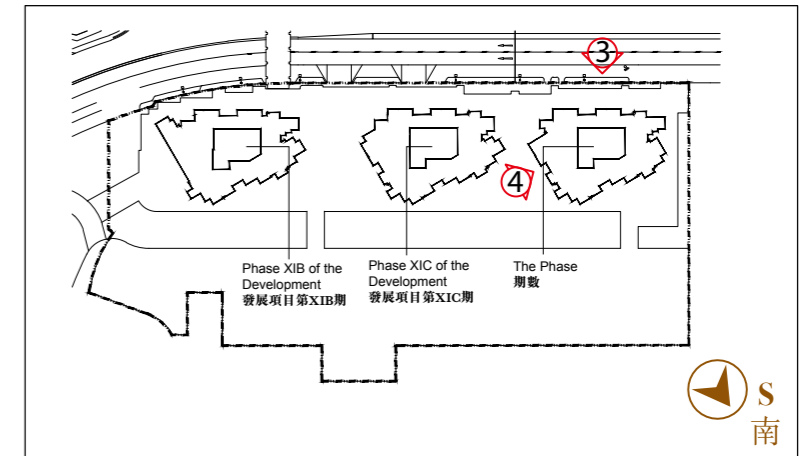 3
4
Phase XIB of the
Development
發展項目第XIB期
Phase XIC of the
Development
發展項目第XIC期
The Phase
期數
S
南